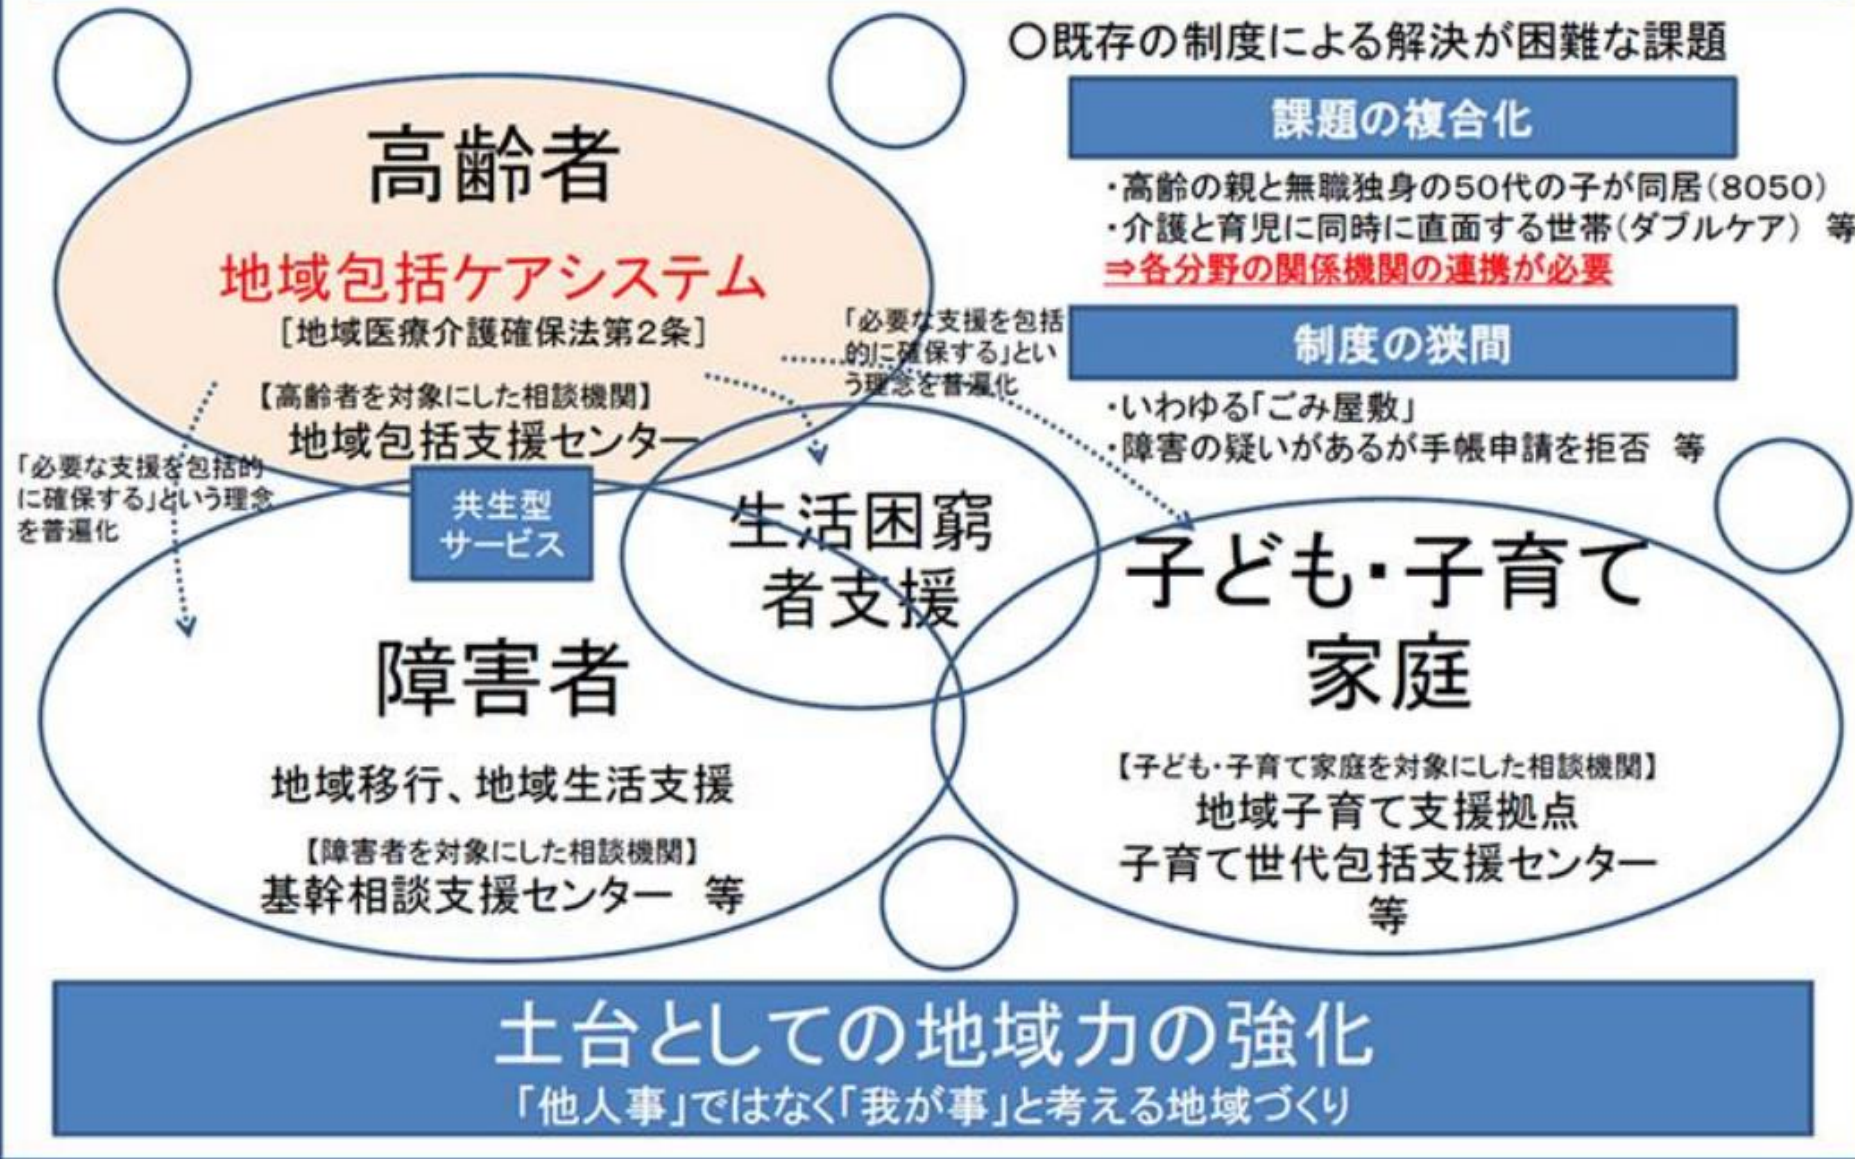 〇既存の制度による解決が困難な課題
課題の複合化
・高齢の親と無職独身の50代の子が同居(8050)
・介護と育児に同時に直面する世帯(ダブルケア) 等
⇒各分野の関係機関の連携が必要
制度の狭間
・いわゆる「ごみ屋敷」
・障害の疑いがあるが手帳申請を拒否 等
高齢者
地域包括ケアシステム
[地域医療介護確保法第2条]
【高齢者を対象にした相談機関】
地域包括支援センター
「必要な支援を包括
的に確保する」とい
う理念を普遍化
「必要な支援を包括的
に確保する」という理念
を普遍化
共生型
サービス
生活困窮
者支援
障害者
地域移行、地域生活支援
【障害者を対象にした相談機関】
基幹相談支援センター 等
子ども・子育て
家庭
【子ども・子育て家庭を対象にした相談機関】
地域子育て支援拠点
子育て世代包括支援センター
等
土台としての地域力の強化
「他人事」ではなく「我が事」と考える地域づくり